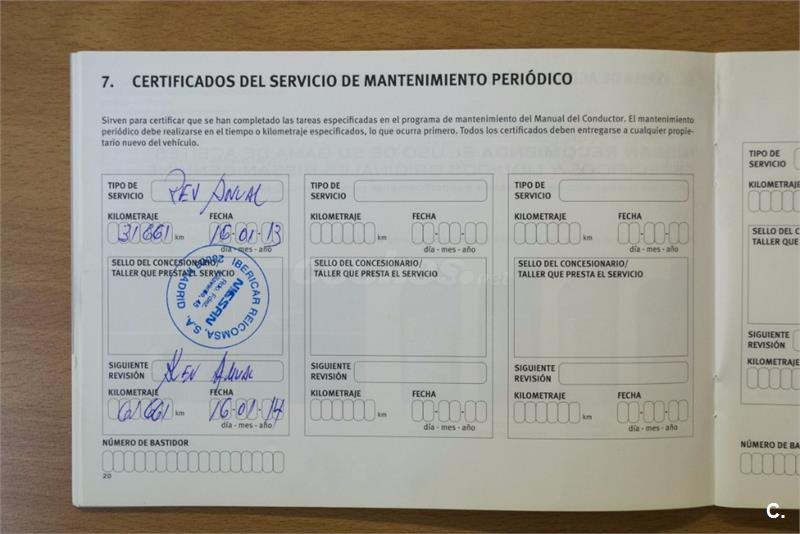 7. CERTIFICADOS DEL SERVICIO DE MANTENIMIENTO PERIÓDICO
Sirven para certificar que se han completado las tareas especificadas en el programa de mantenimiento del Manual del Conductor. El mantenimiento
periódico debe realizarse en el tiempo o kilometraje especificados, lo que ocurra primero. Todos los certificados deben entregarse a cualquier propie-
tario nuevo del vehículo.
TIPO DE
SERVICIO Rev Anual
KILOMETRAJE FECHA
31661 km 16-01-13
día - mes - año
SELLO DEL CONCESIONARIO/
TALLER QUE PRESTA EL SERVICIO
IBERICAR REICOMSA, S.A.
NISSAN
MADRID
SIGUIENTE
REVISIÓN Rev Anual
KILOMETRAJE FECHA
61661 km 16-01-14
día - mes - año
NÚMERO DE BASTIDOR
20
TIPO DE
SERVICIO
KILOMETRAJE FECHA
km
día - mes - año
SELLO DEL CONCESIONARIO/
TALLER QUE PRESTA EL SERVICIO
SIGUIENTE
REVISIÓN
KILOMETRAJE FECHA
km
día - mes - año
TIPO DE
SERVICIO
KILOMETRAJE FECHA
km
día - mes - año
SELLO DEL CONCESIONARIO/
TALLER QUE PRESTA EL SERVICIO
SIGUIENTE
REVISIÓN
KILOMETRAJE FECHA
km
día - mes - año
TIPO DE
SERVICIO
KILOMETRAJE
SELLO DEL C
TALLER QUE
SIGUIENTE
REVISIÓN
KILOMETRAJE
NÚMERO DE BA
C.